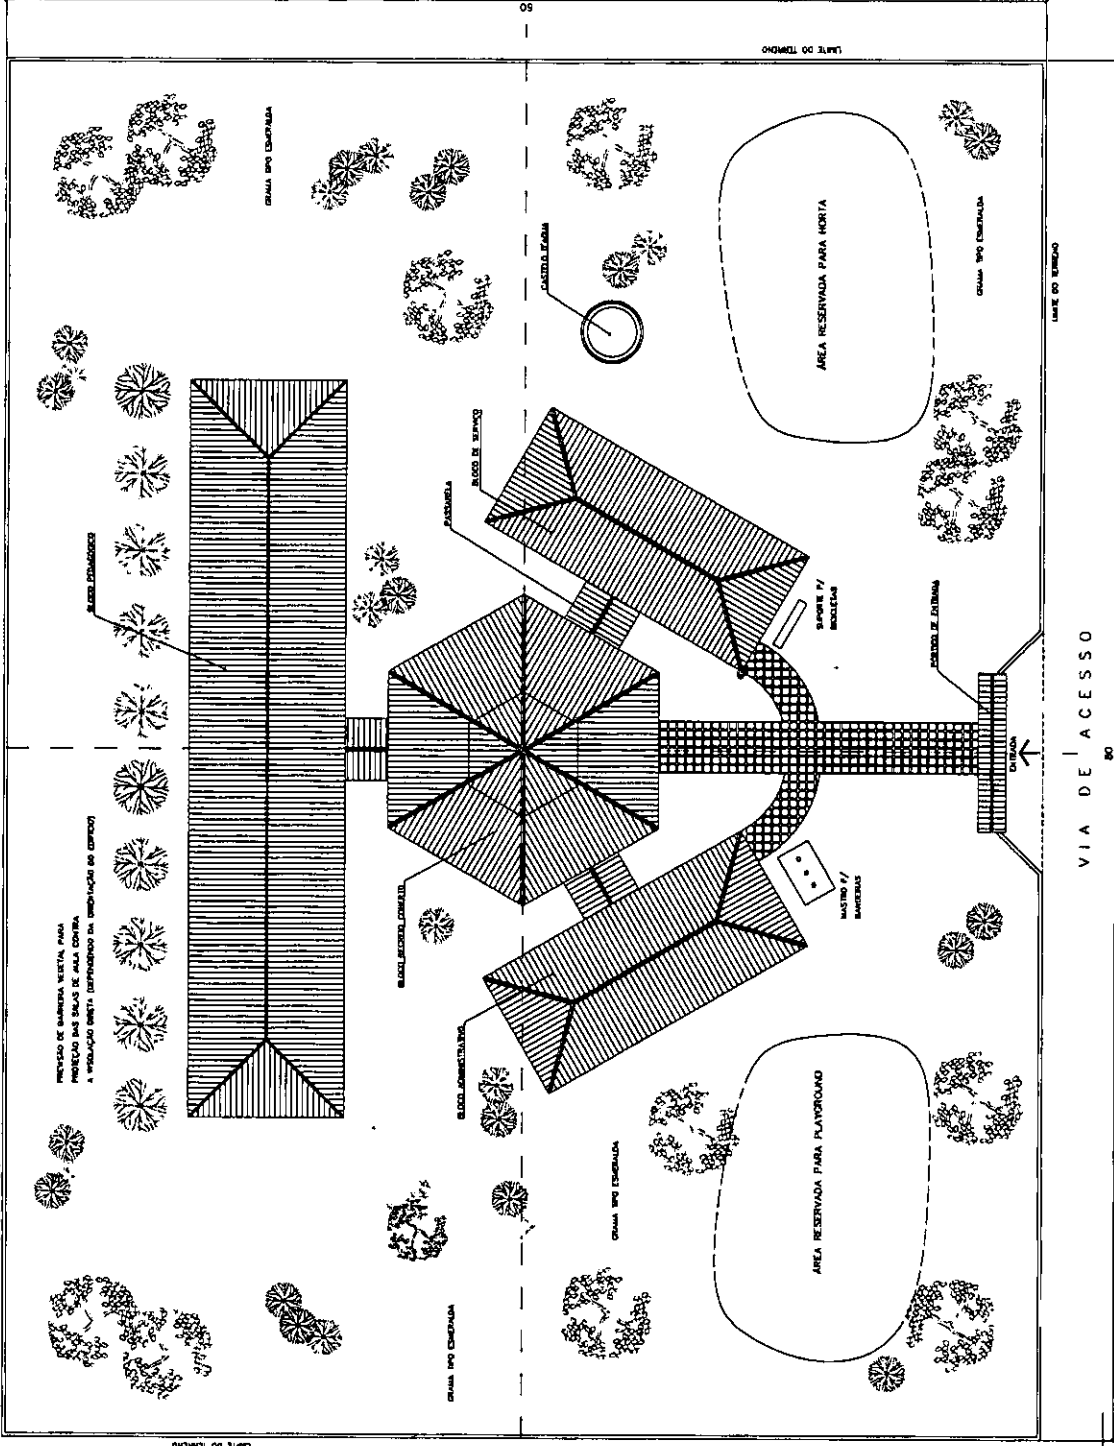 60
LIMITE DO TERRENO
GRAMA TIPO ESMERALDA
CASTELO D'AGUA
ÁREA RESERVADA PARA HORTA
GRAMA TIPO ESMERALDA
LIMITE DO TERRENO
BLOCO PEDAGÓGICO
PASSARELA
BLOCO DE SERVIÇO
SUPORTE P/
BICICLETAS
PORTICO DE ENTRADA
ENTRADA
VIA DE ACESSO
80
PREVISÃO DE BARREIRA VEGETAL PARA
PROTEÇÃO DAS SALAS DE AULA CONTRA
A INSOLAÇÃO DIRETA (DEPENDENDO DA ORIENTAÇÃO DO EDIFICIO)
BLOCO RECREIO COBERTO
MASTRO P/
BANDEIRAS
BLOCO ADMINISTRATIVO
GRAMA TIPO ESMERALDA
ÁREA RESERVADA PARA PLAYGROUND
GRAMA TIPO ESMERALDA
LIMITE DO TERRENO